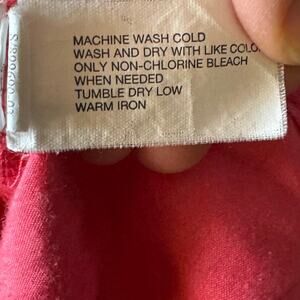 MACHINE WASH COLD
WASH AND DRY WITH LIKE COLO
ONLY NON-CHLORINE BLEACH
WHEN NEEDED
TUMBLE DRY LOW
WARM IRON